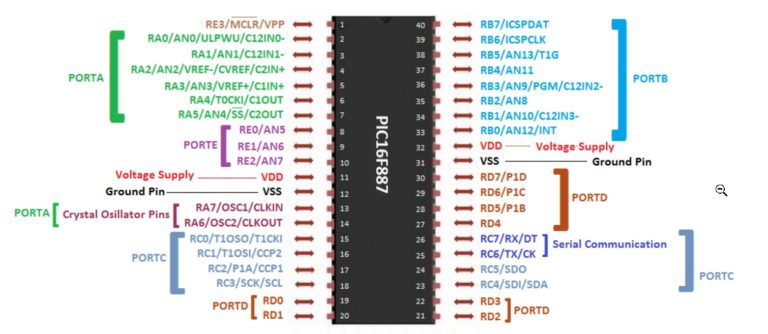 RE3/MCLR/VPP 1 40 RB7/ICSPDAT
RA0/AN0/ULPWU/C12IN0- 2 39 RB6/ICSPCLK
RA1/AN1/C12IN1- 3 38 RB5/AN13/T1G
PORTA RA2/AN2/VREF-/CVREF/C2IN+ 4 37 RB4/AN11 PORTB
RA3/AN3/VREF+/C1IN+ 5 36 RB3/AN9/PGM/C12IN2-
RA4/T0CKI/C1OUT 6 35 RB2/AN8
RA5/AN4/SS/C2OUT 7 34 RB1/AN10/C12IN3-
RE0/AN5 8 33 RB0/AN12/INT
PORTE RE1/AN6 9 32 VDD Voltage Supply
RE2/AN7 10 31 VSS Ground Pin
Voltage Supply VDD 11 30 RD7/P1D
Ground Pin VSS 12 29 RD6/P1C PORTD
PORTA Crystal Osillator Pins RA7/OSC1/CLKIN 13 28 RD5/P1B
RA6/OSC2/CLKOUT 14 27 RD4
RC0/T1OSO/T1CKI 15 26 RC7/RX/DT Serial Communication
PORTC RC1/T1OSI/CCP2 16 25 RC6/TX/CK
RC2/P1A/CCP1 17 24 RC5/SDO PORTC
RC3/SCK/SCL 18 23 RC4/SDI/SDA
PORTD RD0 19 22 RD3 PORTD
RD1 20 21 RD2
PIC16F887